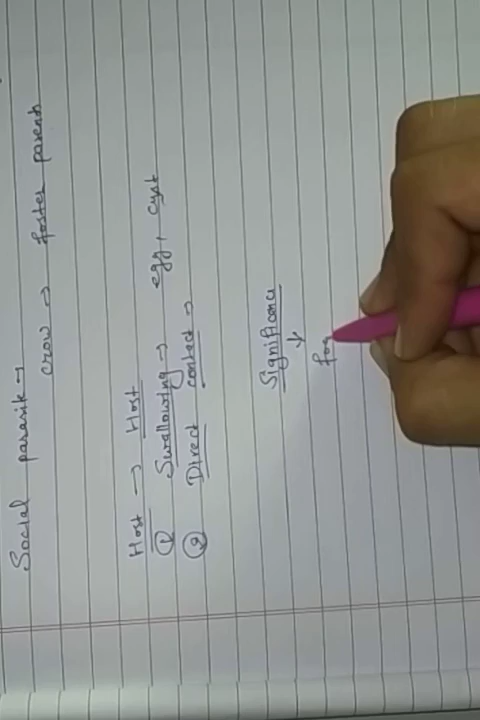 Social parasite →
crow → foster parent
Host → Host
① Swallowing → egg, cyst
② Direct contact →
Significance
↓